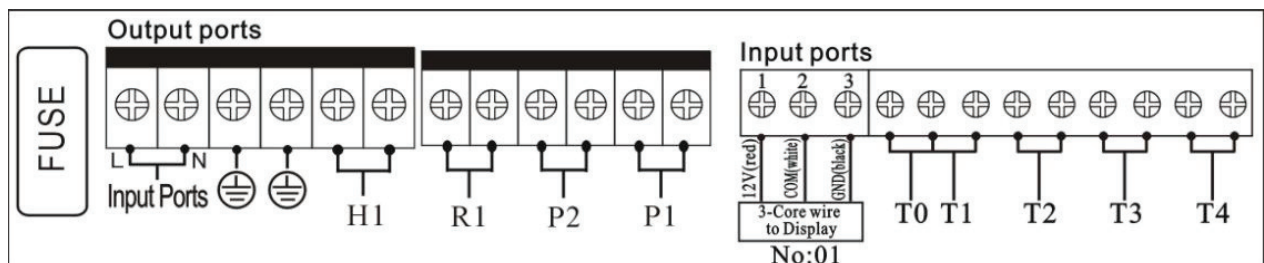 Output ports
FUSE
L N
Input Ports
H1
R1
P2
P1
Input ports
1 2 3
12V(red)
COM(white)
GND(black)
3-Core wire
to Display
No:01
T0 T1 T2 T3 T4